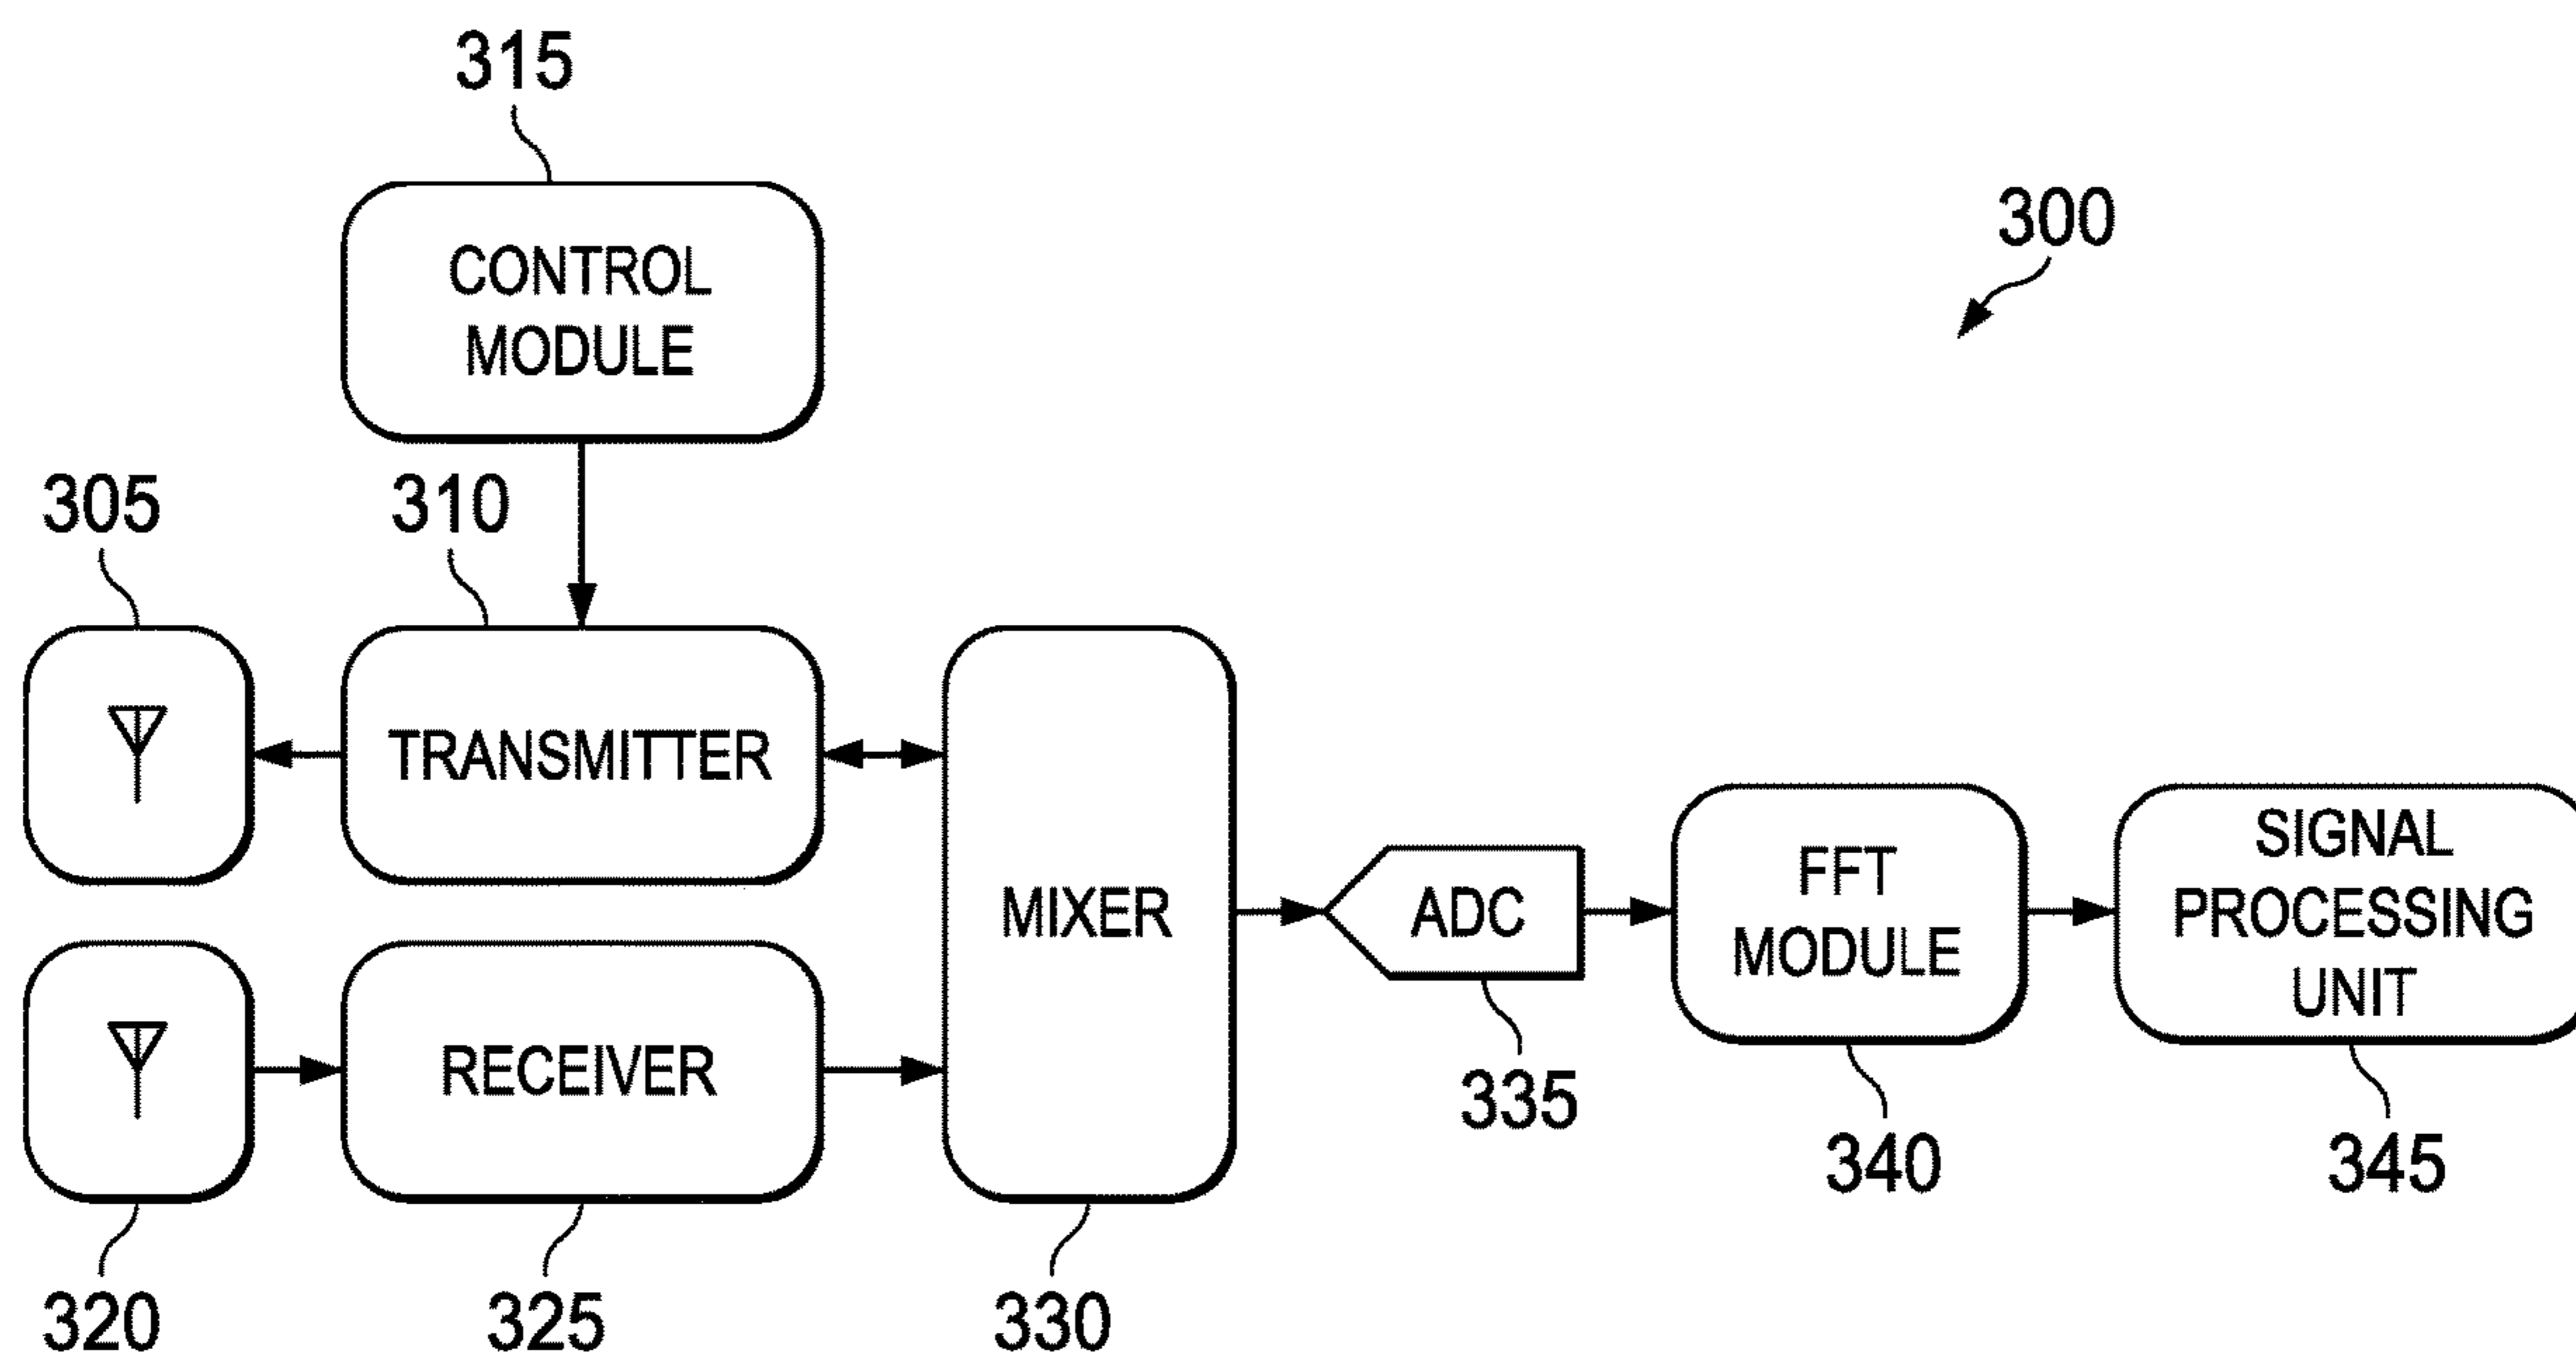 315
CONTROL
MODULE
300
305
310
TRANSMITTER
MIXER
RECEIVER
ADC
FFT
MODULE
SIGNAL
PROCESSING
UNIT
335
340
345
320
325
330